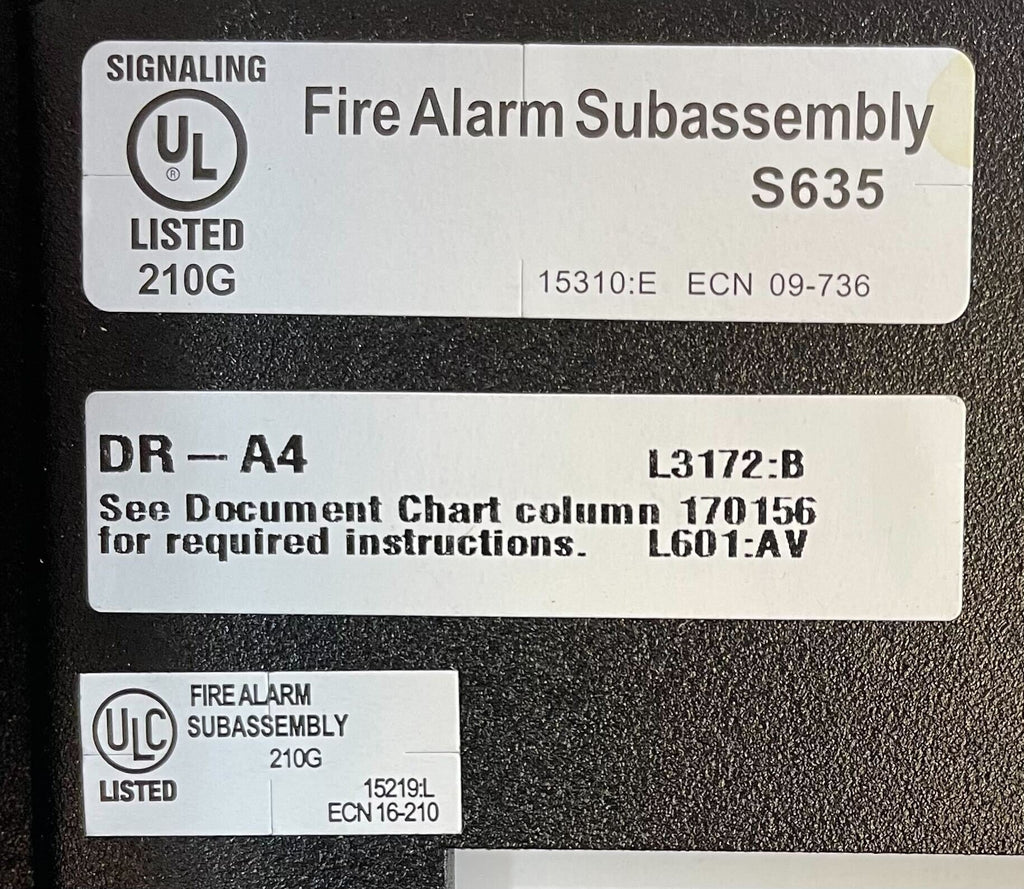 SIGNALING
UL
®
LISTED
210G
Fire Alarm Subassembly
S635
15310:E ECN 09-736
DR – A4 L3172:B
See Document Chart column 170156
for required instructions. L601:AV
ULC
LISTED
FIRE ALARM
SUBASSEMBLY
210G
15219:L
ECN 16-210